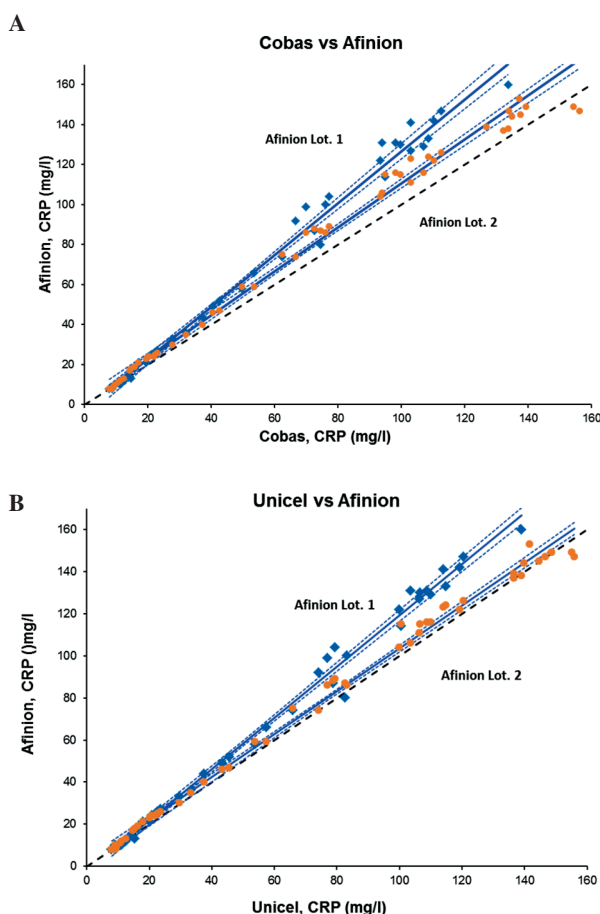 A
Cobas vs Afinion
160
140
120
100
80
60
40
20
0
Afinion, CRP (mg/l)
Afinion Lot. 1
Afinion Lot. 2
0 20 40 60 80 100 120 140 160
Cobas, CRP (mg/l)
B
Unicel vs Afinion
160
140
120
100
80
60
40
20
0
Afinion, CRP ()mg/l)
Afinion Lot. 1
Afinion Lot. 2
0 20 40 60 80 100 120 140 160
Unicel, CRP (mg/l)